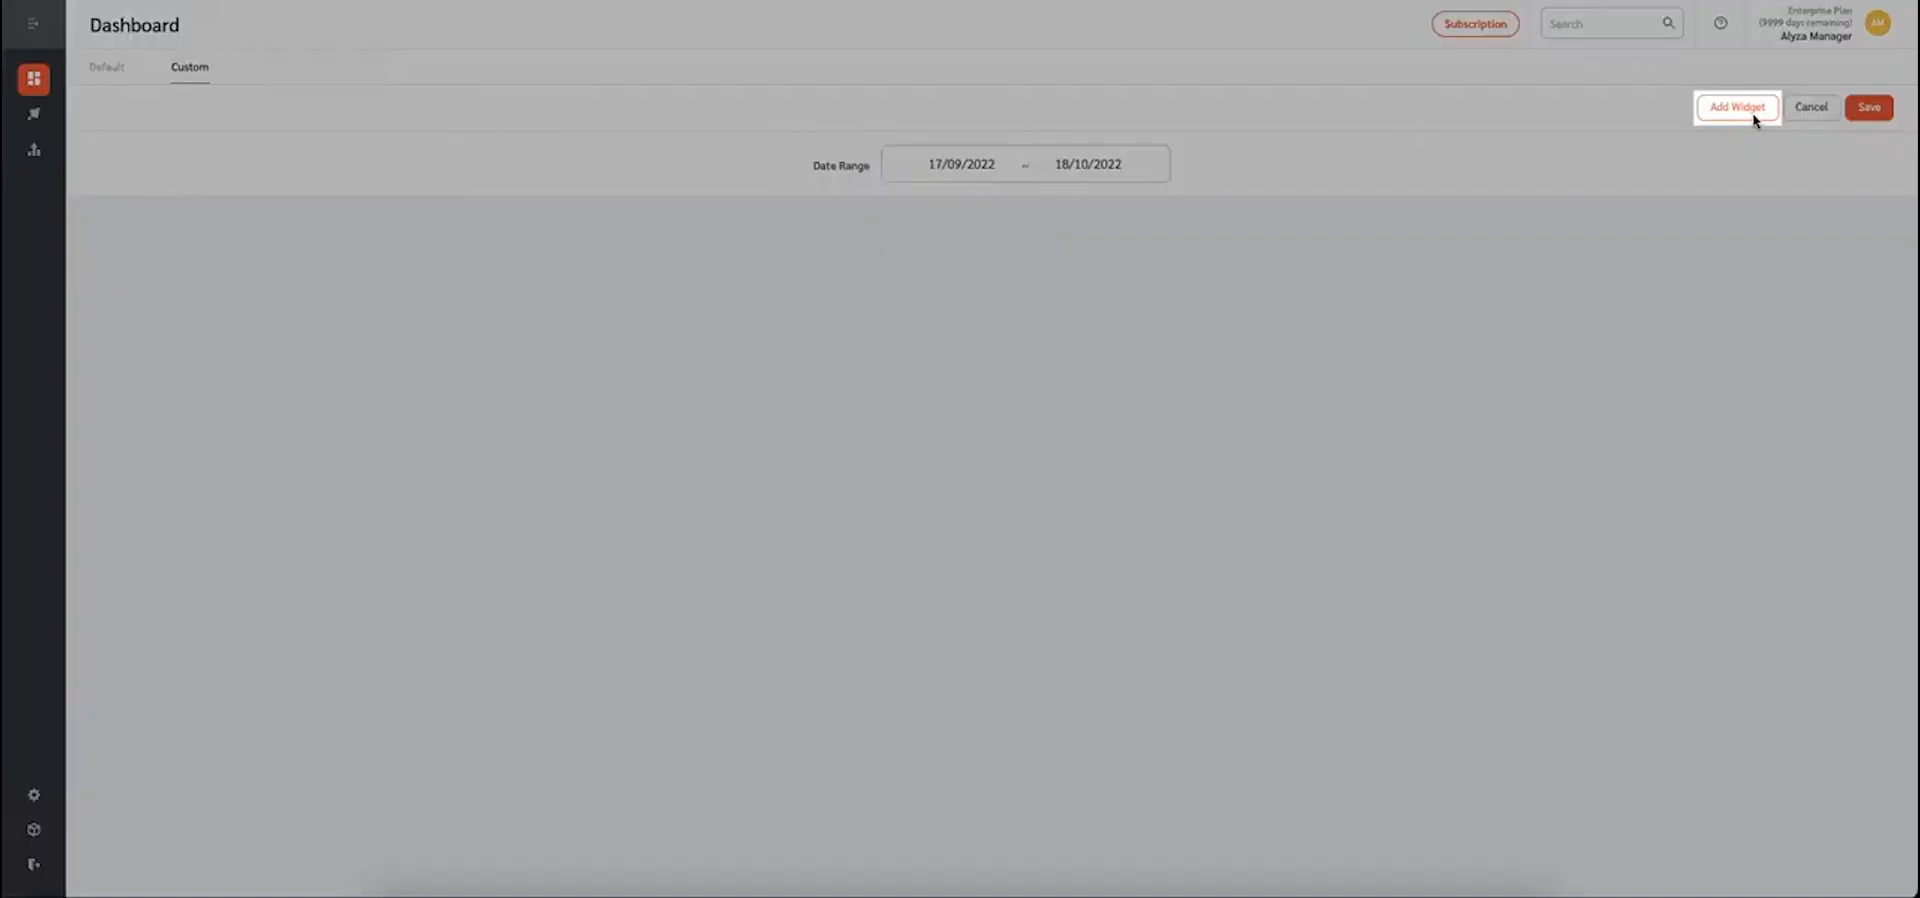 Dashboard
Subscription
Search
Enterprise Plan
(9999 days remaining)
Alyza Manager
AM
Default
Custom
Add Widget
Cancel
Save
Date Range
17/09/2022
~
18/10/2022